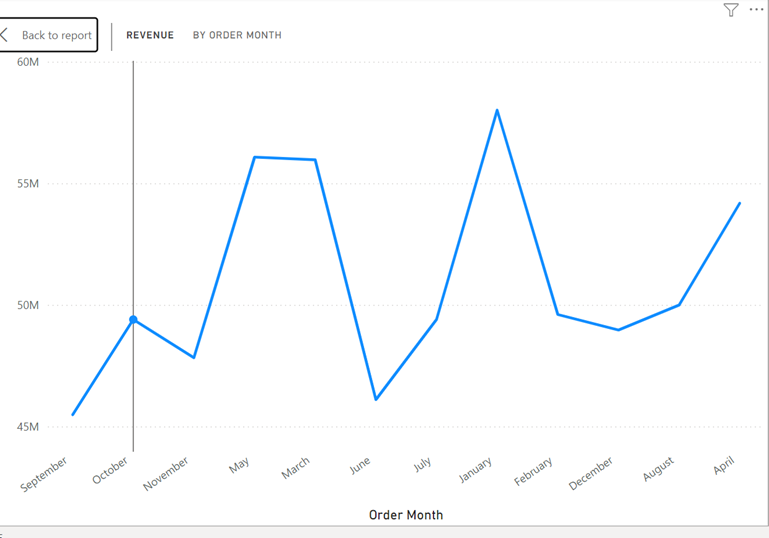 Back to report
REVENUE BY ORDER MONTH
60M
55M
50M
45M
September October November May March June July January February December August April
Order Month